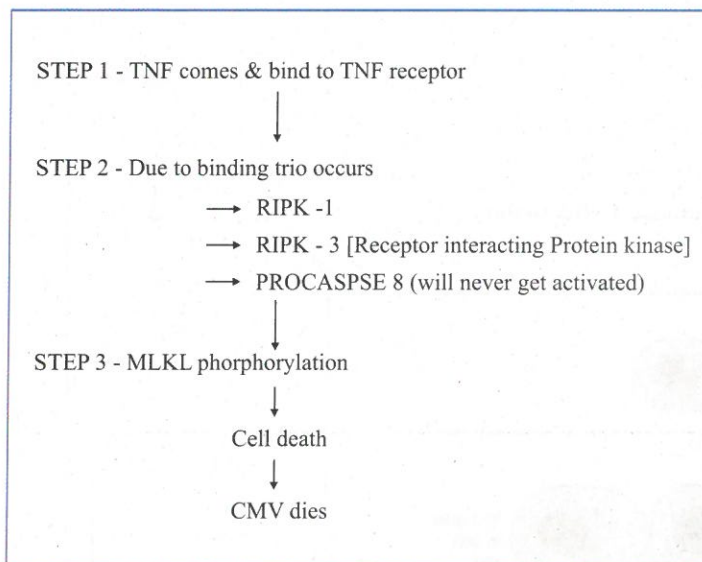 STEP 1 - TNF comes & bind to TNF receptor
STEP 2 - Due to binding trio occurs
RIPK -1
RIPK - 3 [Receptor interacting Protein kinase]
PROCASPSE 8 (will never get activated)
STEP 3 - MLKL phorphorylation
Cell death
CMV dies